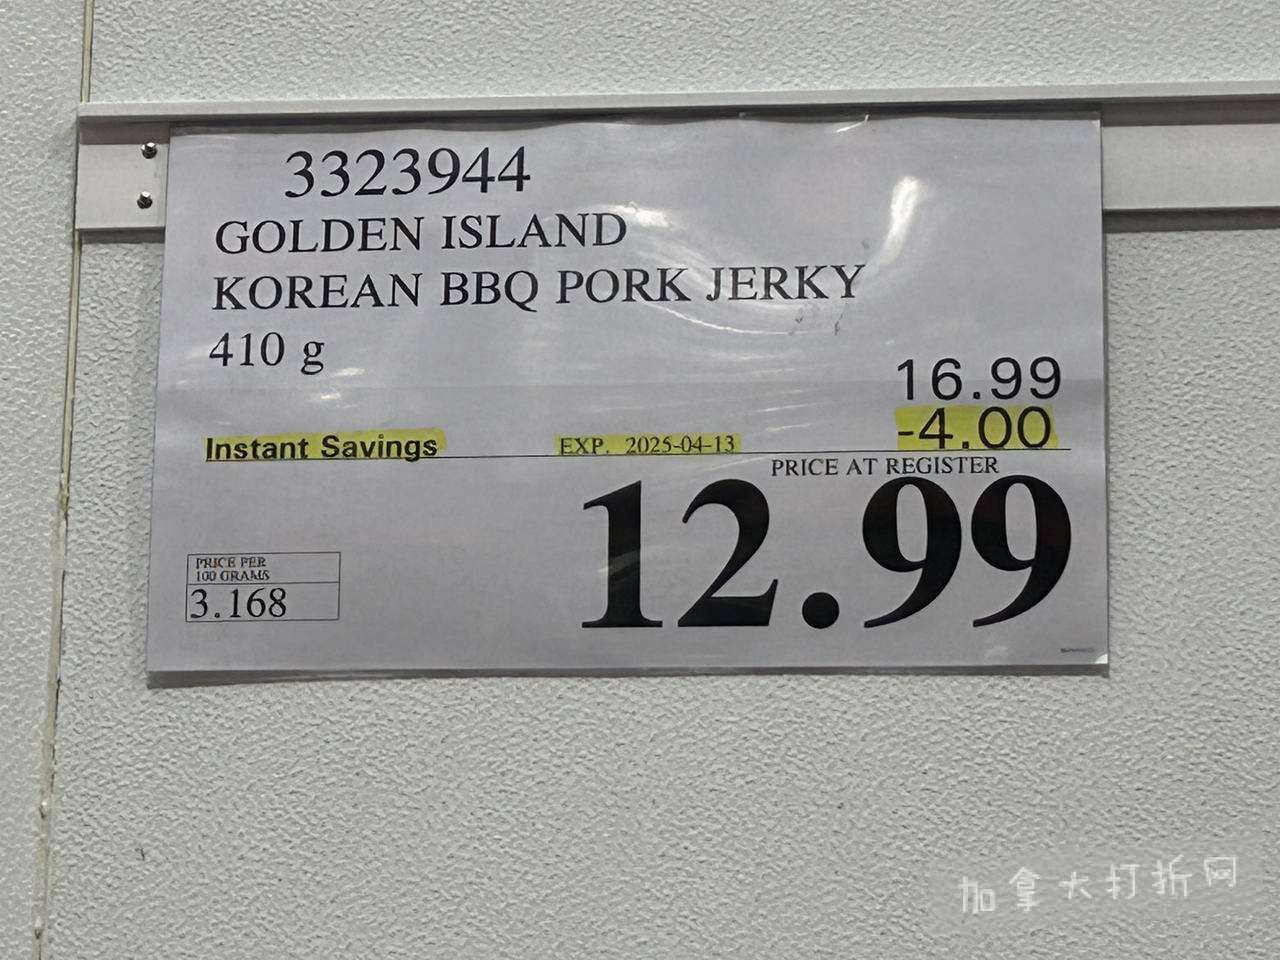 3323944
GOLDEN ISLAND
KOREAN BBQ PORK JERKY
410 g
16.99
Instant Savings EXP. 2025-04-13 -4.00
PRICE AT REGISTER
12.99
PRICE PER
100 GRAMS
3.168
加拿大打折网